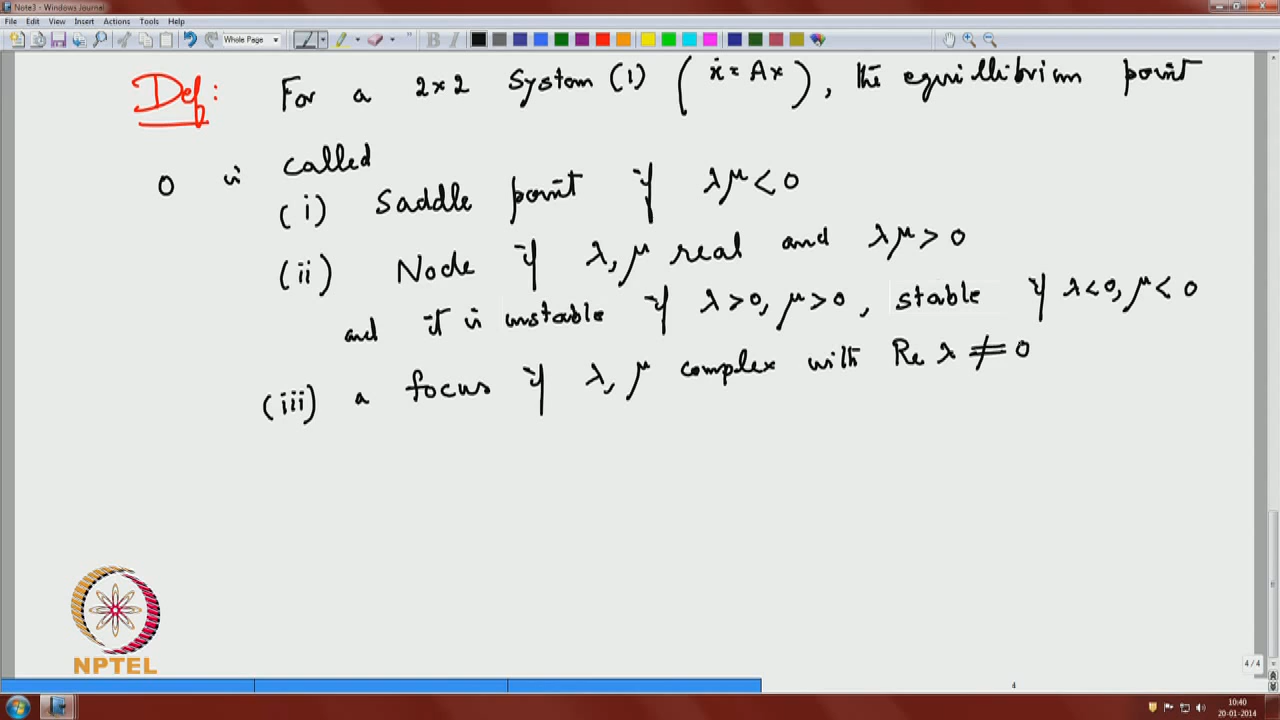 Note3 - Windows Journal
File Edit View Insert Actions Tools Help
Whole Page
Def: For a 2x2 System (1) (ẋ = Ax), the equillibrium point
0 is called
(i) Saddle point if λμ < 0
(ii) Node if λ, μ real and λμ > 0
and it is unstable if λ > 0, μ > 0, stable if λ < 0, μ < 0
(iii) a focus if λ, μ complex with Re λ ≠ 0
NPTEL
4/4
4
10:40
20-01-2014